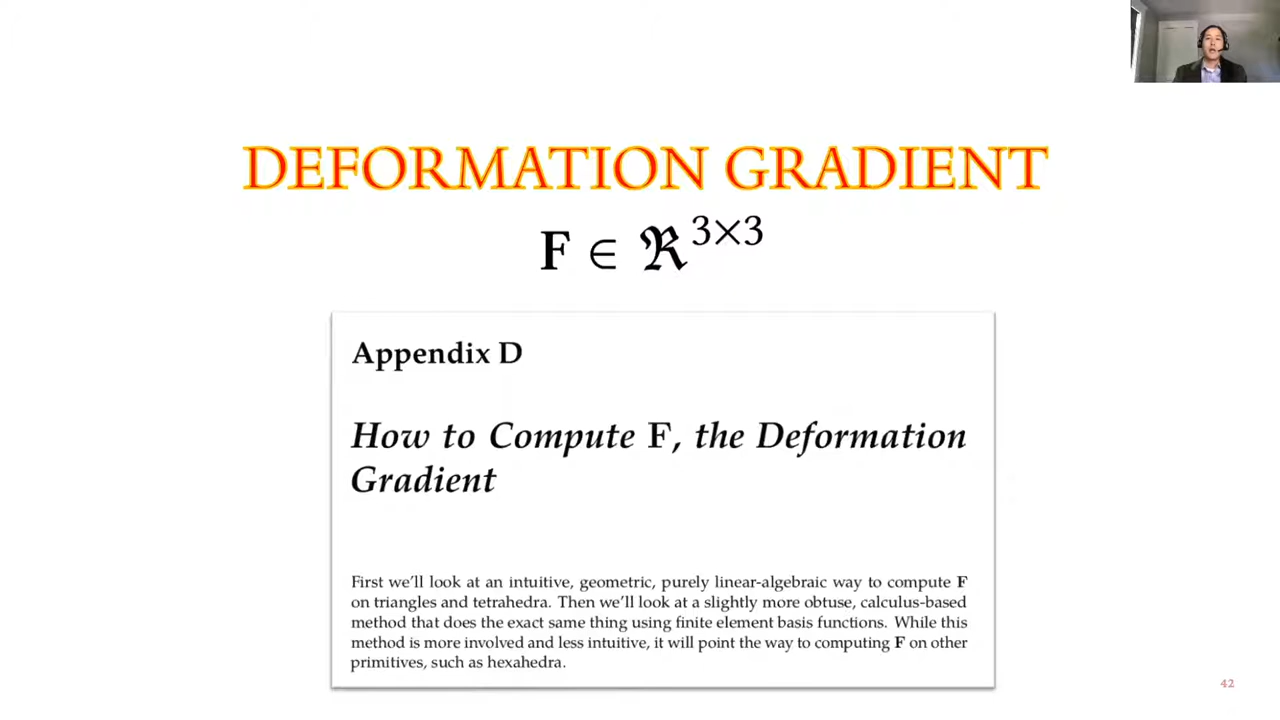 DEFORMATION GRADIENT
F ∈ ℜ^{3×3}
Appendix D
How to Compute F, the Deformation
Gradient
First we'll look at an intuitive, geometric, purely linear-algebraic way to compute F
on triangles and tetrahedra. Then we'll look at a slightly more obtuse, calculus-based
method that does the exact same thing using finite element basis functions. While this
method is more involved and less intuitive, it will point the way to computing F on other
primitives, such as hexahedra.
42